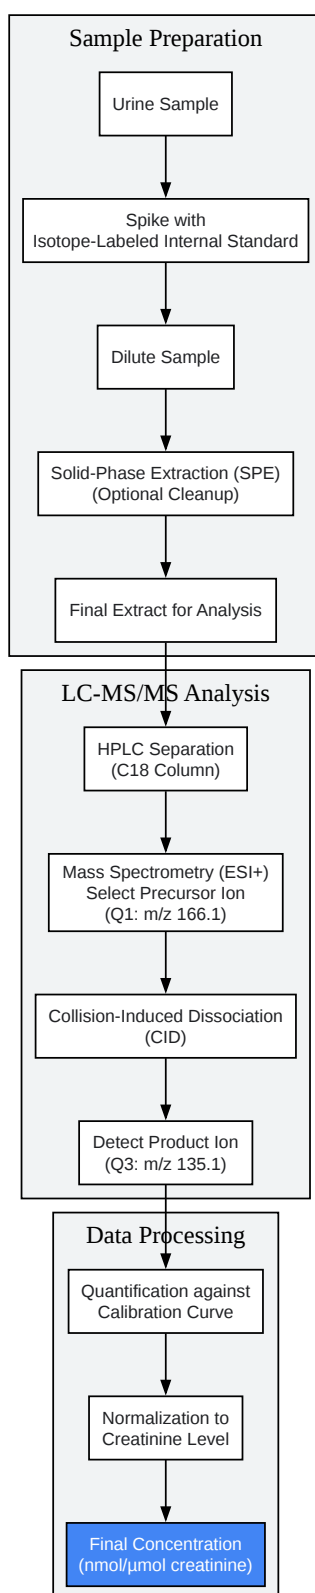 Sample Preparation
Urine Sample
Spike with
Isotope-Labeled Internal Standard
Dilute Sample
Solid-Phase Extraction (SPE)
(Optional Cleanup)
Final Extract for Analysis
LC-MS/MS Analysis
HPLC Separation
(C18 Column)
Mass Spectrometry (ESI+)
Select Precursor Ion
(Q1: m/z 166.1)
Collision-Induced Dissociation
(CID)
Detect Product Ion
(Q3: m/z 135.1)
Data Processing
Quantification against
Calibration Curve
Normalization to
Creatinine Level
Final Concentration
(nmol/µmol creatinine)